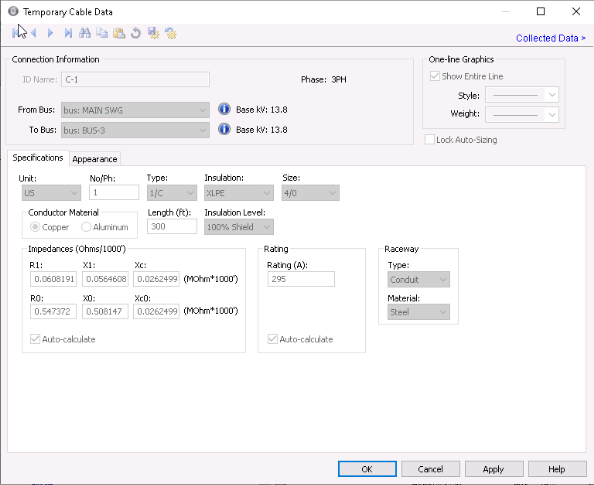 Temporary Cable Data
Collected Data >
Connection Information
ID Name: C-1 Phase: 3PH
From Bus: bus: MAIN SWG Base kV: 13.8
To Bus: bus: BUS-3 Base kV: 13.8
One-line Graphics
Show Entire Line
Style:
Weight:
Lock Auto-Sizing
Specifications Appearance
Unit: No/Ph: Type: Insulation: Size:
US 1 1/C XLPE 4/0
Conductor Material Length (ft): Insulation Level:
Copper Aluminum 300 100% Shield
Impedances (Ohms/1000')
R1: X1: Xc:
0.0608191 0.0564608 0.0262499 (MOhm*1000')
R0: X0: Xc0:
0.547372 0.508147 0.0262499 (MOhm*1000')
Auto-calculate
Rating
Rating (A):
295
Auto-calculate
Raceway
Type:
Conduit
Material:
Steel
OK Cancel Apply Help